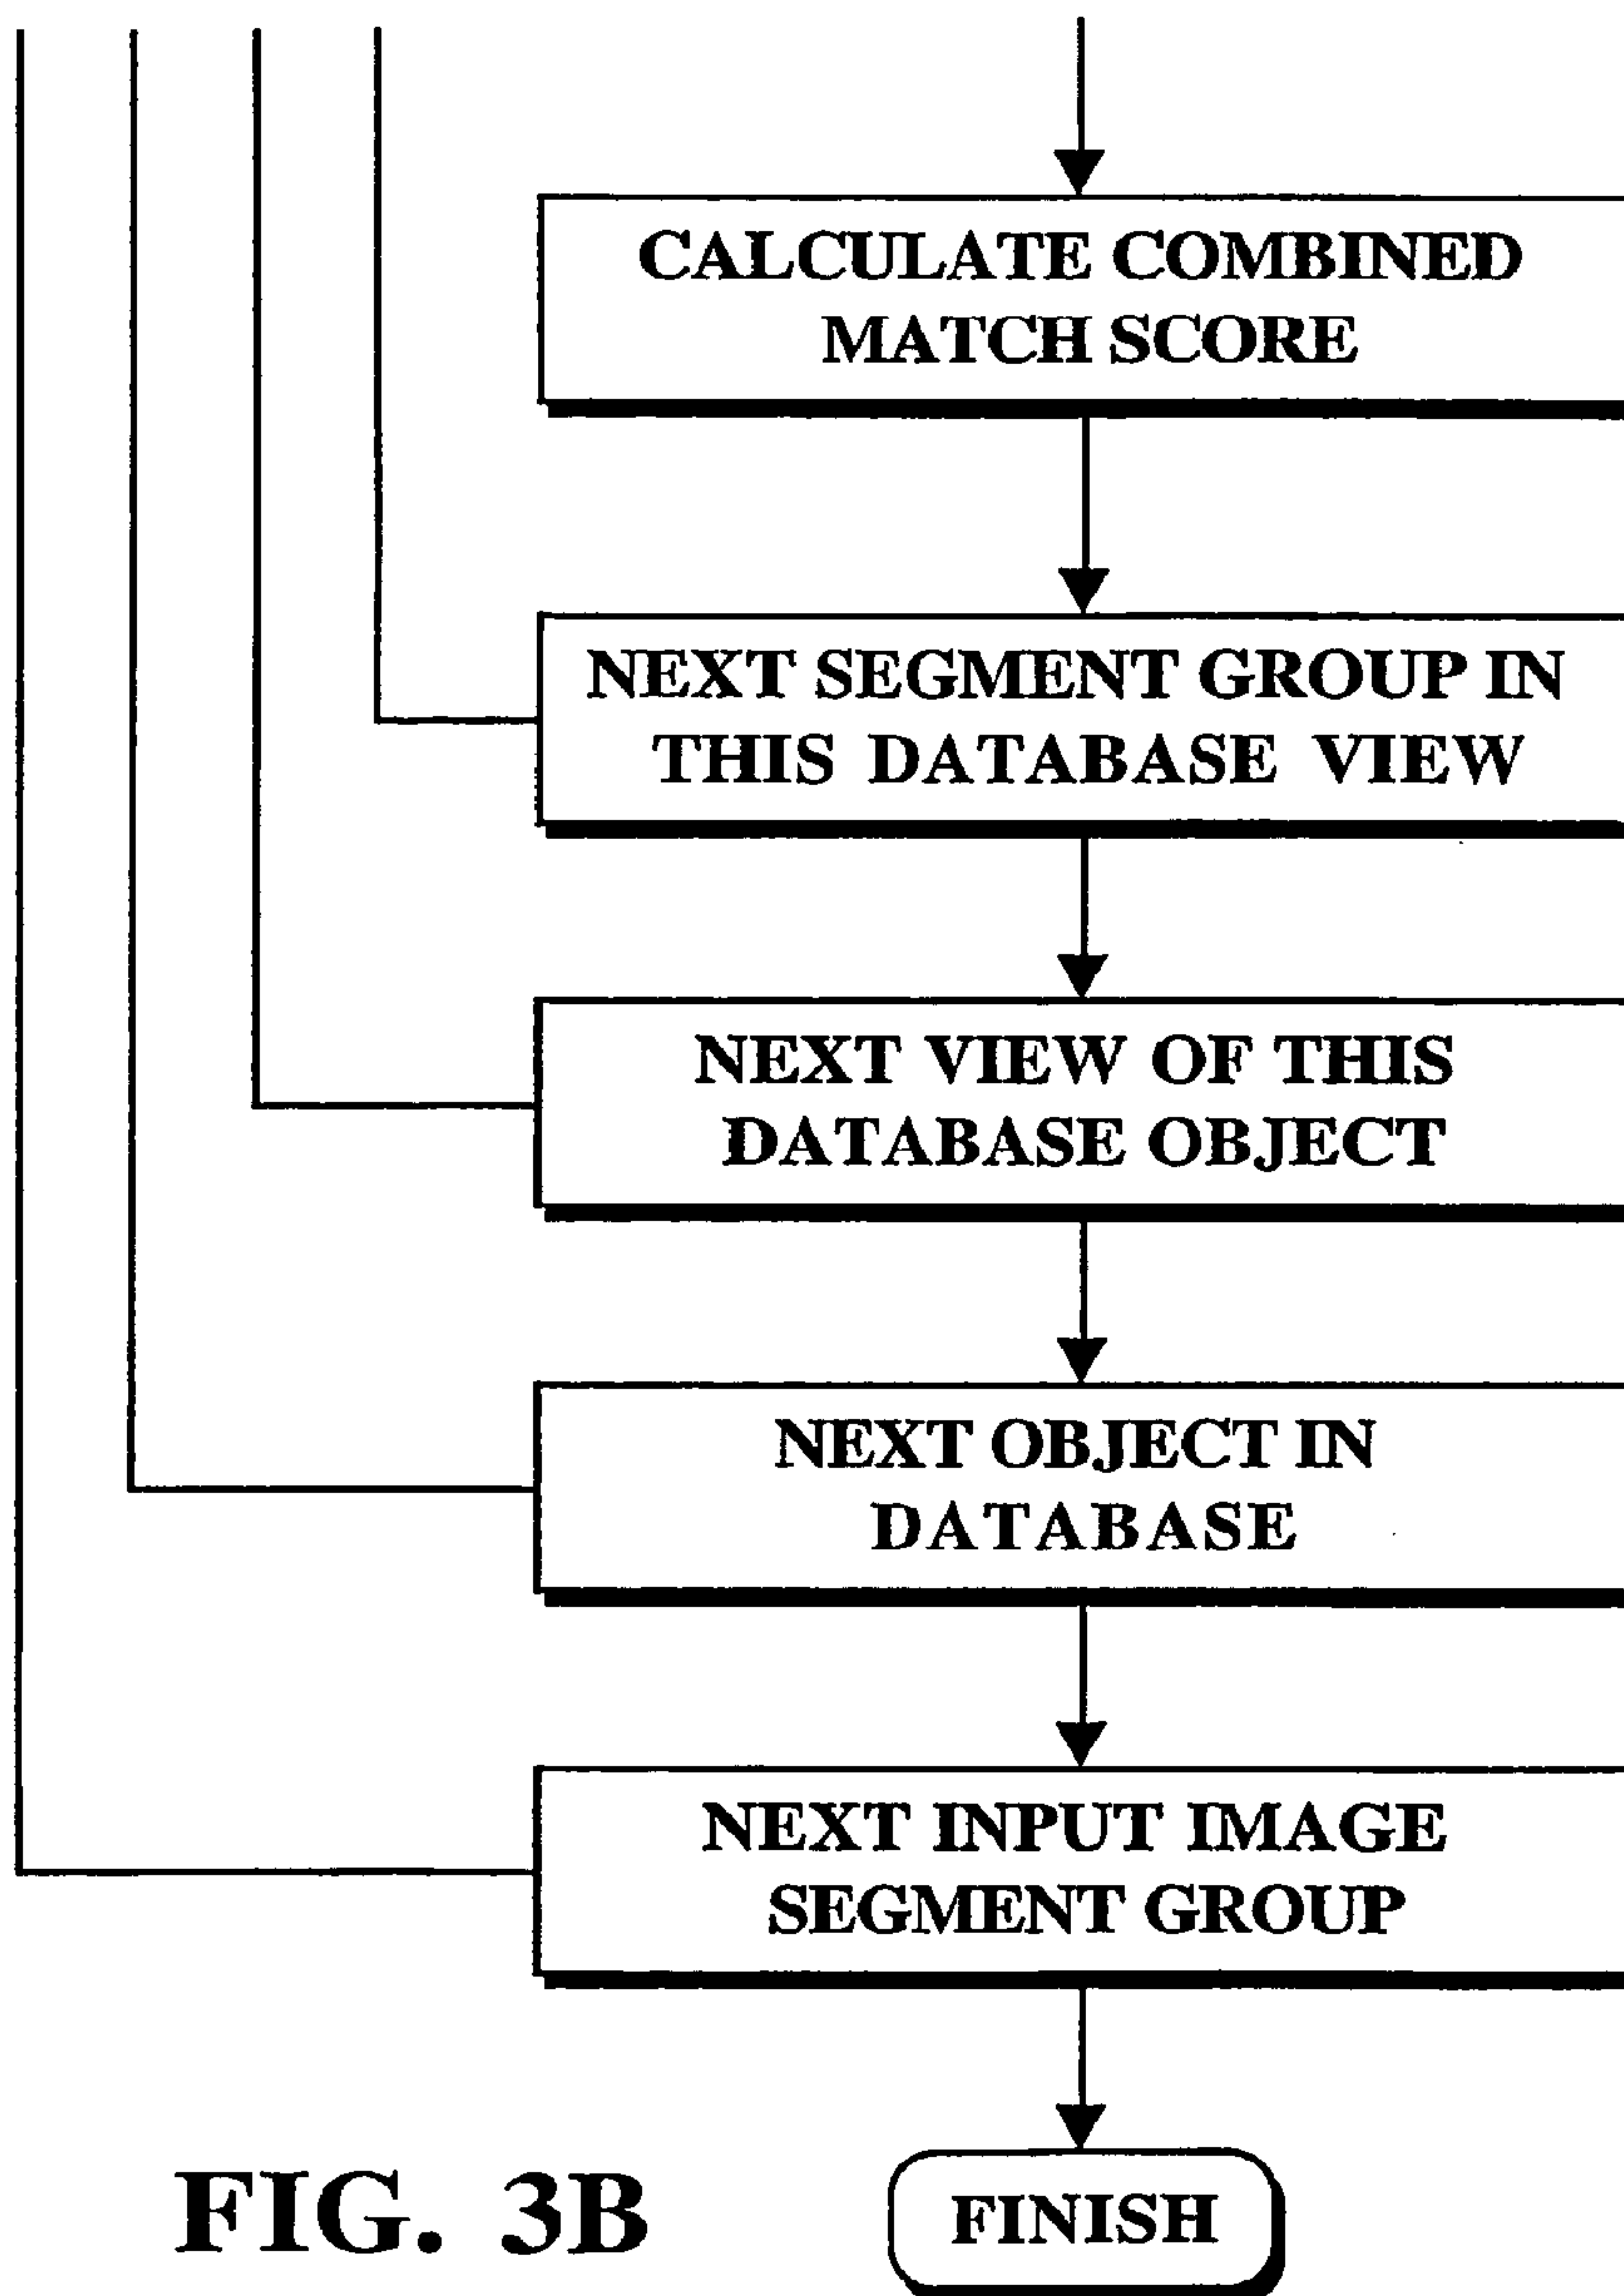 CALCULATE COMBINED
MATCH SCORE
NEXT SEGMENT GROUP IN
THIS DATABASE VIEW
NEXT VIEW OF THIS
DATABASE OBJECT
NEXT OBJECT IN
DATABASE
NEXT INPUT IMAGE
SEGMENT GROUP
FINISH
FIG. 3B